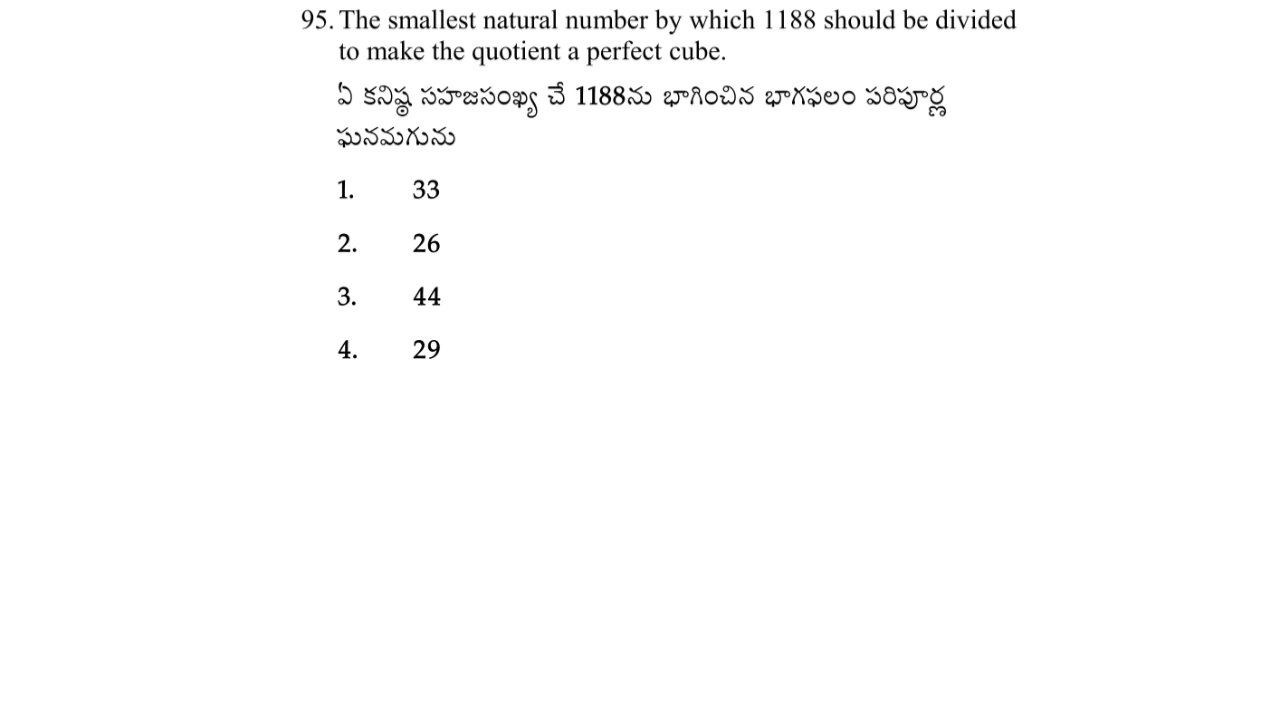 95. The smallest natural number by which 1188 should be divided
to make the quotient a perfect cube.
ఏ కనిష్ఠ సహజసంఖ్య చే 1188ను భాగించిన భాగఫలం పరిపూర్ణ
ఘనమగును
1. 33
2. 26
3. 44
4. 29